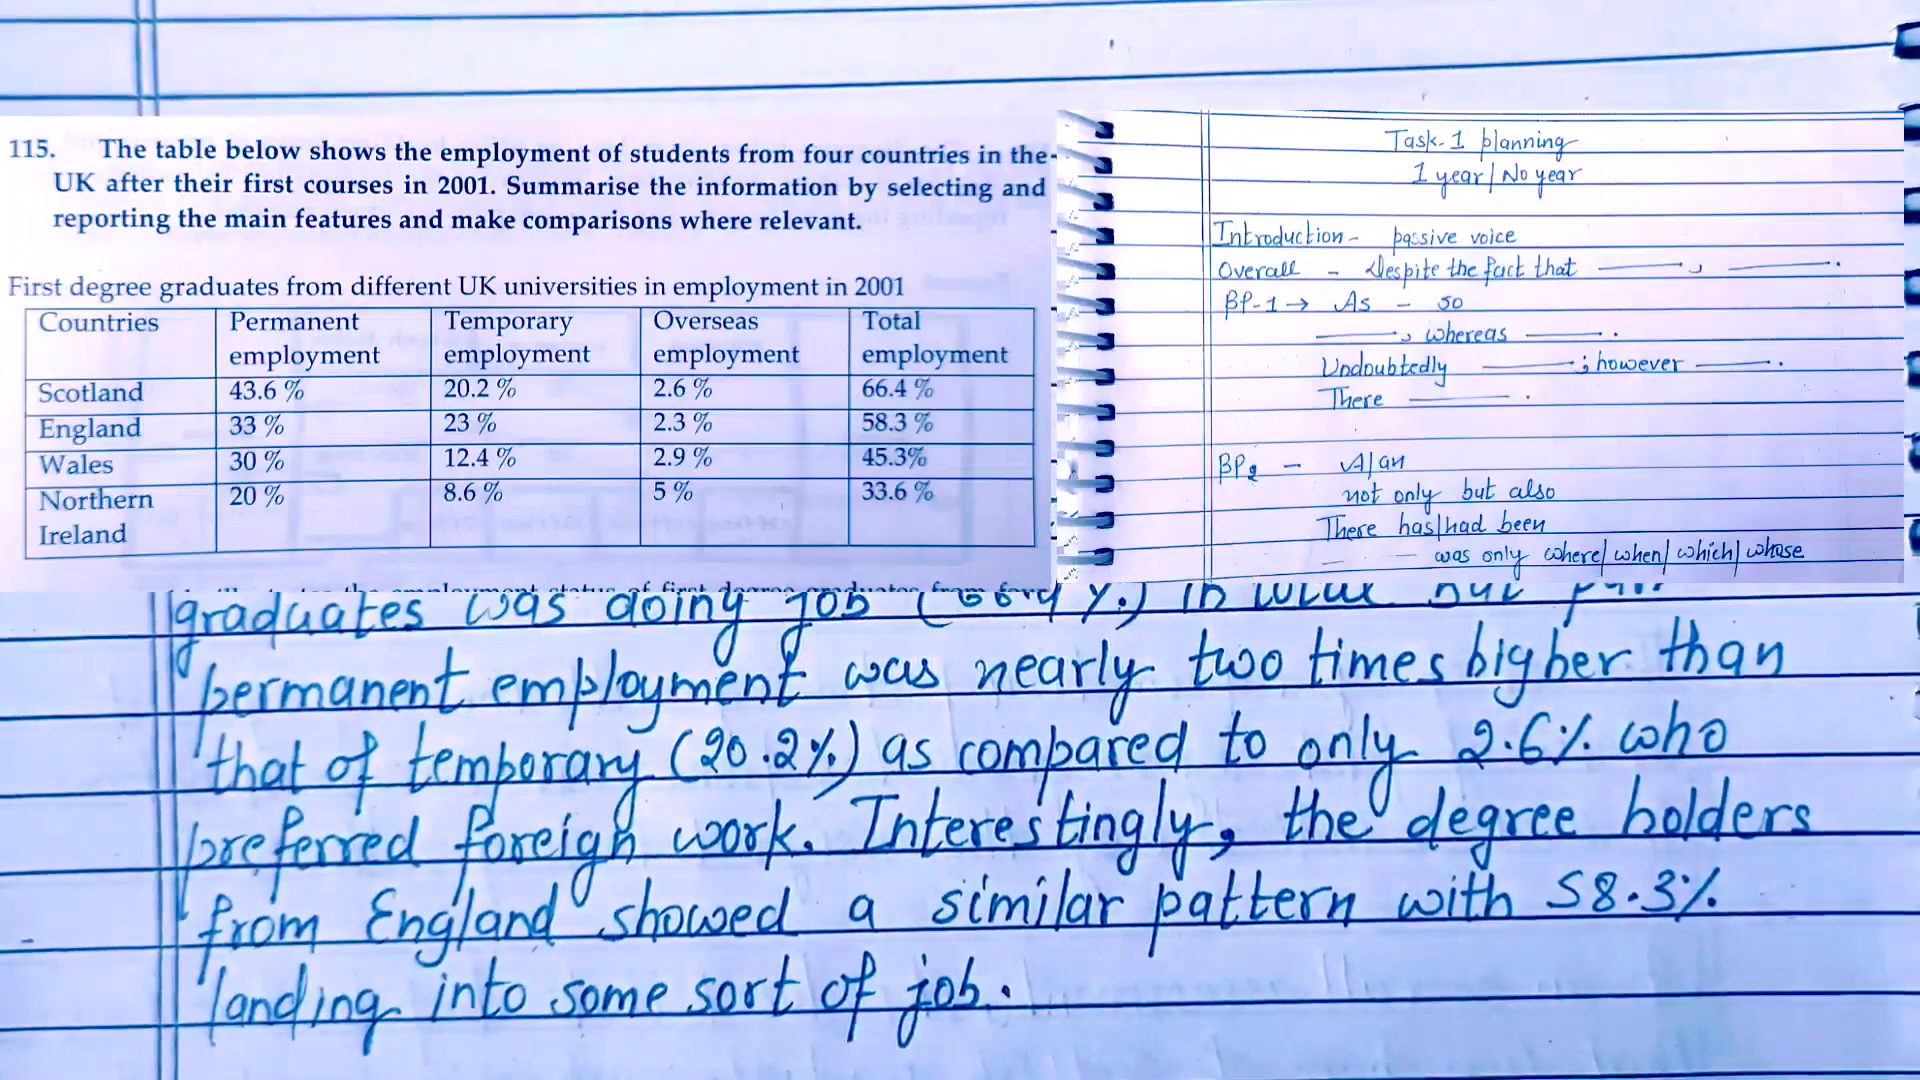 115. The table below shows the employment of students from four countries in the
UK after their first courses in 2001. Summarise the information by selecting and
reporting the main features and make comparisons where relevant.
First degree graduates from different UK universities in employment in 2001
Countries Permanent employment Temporary employment Overseas employment Total employment
Scotland 43.6 % 20.2 % 2.6 % 66.4 %
England 33 % 23 % 2.3 % 58.3 %
Wales 30 % 12.4 % 2.9 % 45.3%
Northern Ireland 20 % 8.6 % 5 % 33.6 %
Task-1 planning
1 year/No year
Introduction - passive voice
Overall - Despite the fact that ——— , ———.
BP-1 → As - so
———, whereas ———.
Undoubtedly ———; however ———.
There ———.
BP2 - A/an
not only but also
There has/had been
— was only where/when/which/whose
the employment status of first degree graduates from
graduates was doing job
permanent employment was nearly two times higher than
that of temporary (20.2%) as compared to only 2.6% who
preferred foreign work. Interestingly, the degree holders
from England showed a similar pattern with 58.3%
landing into some sort of job.